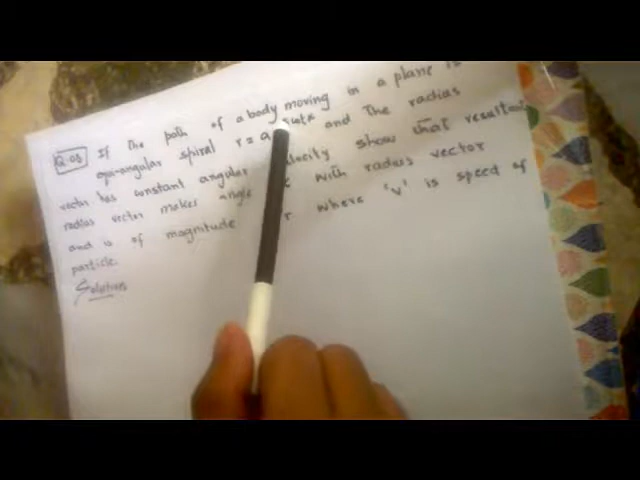 Q.03 If the path of a body moving in a plane is
equi-angular spiral r = a and the radius
vector has constant angular velocity show that resultant
radius vector makes angle with radius vector
and is of magnitude where 'v' is speed of
particle.
Solution